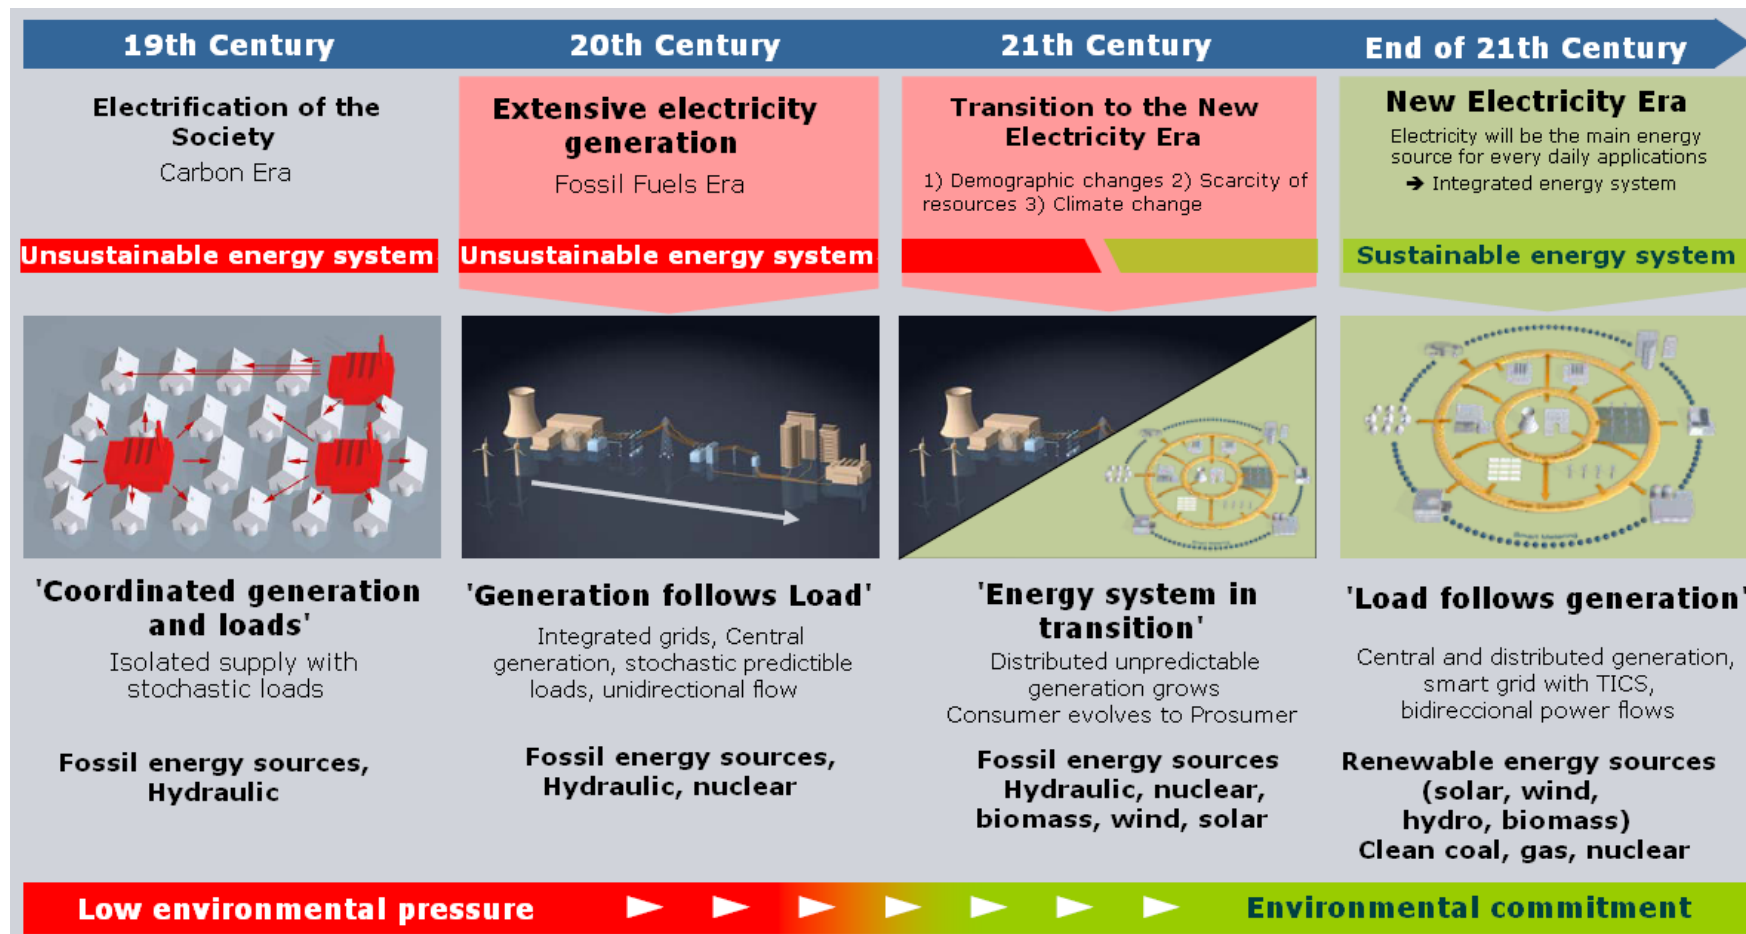 19th Century
20th Century
21th Century
End of 21th Century
Electrification of the
Society
Carbon Era
Unsustainable energy system
Extensive electricity
generation
Fossil Fuels Era
Unsustainable energy system
Transition to the New
Electricity Era
1) Demographic changes 2) Scarcity of
resources 3) Climate change
New Electricity Era
Electricity will be the main energy
source for every daily applications
➔ Integrated energy system
Sustainable energy system
Smart Metering
'Coordinated generation
and loads'
Isolated supply with
stochastic loads
Fossil energy sources,
Hydraulic
'Generation follows Load'
Integrated grids, Central
generation, stochastic predictible
loads, unidirectional flow
Fossil energy sources,
Hydraulic, nuclear
'Energy system in
transition'
Distributed unpredictable
generation grows
Consumer evolves to Prosumer
Fossil energy sources
Hydraulic, nuclear,
biomass, wind, solar
'Load follows generation'
Central and distributed generation,
smart grid with TICS,
bidireccional power flows
Renewable energy sources
(solar, wind,
hydro, biomass)
Clean coal, gas, nuclear
Low environmental pressure
Environmental commitment